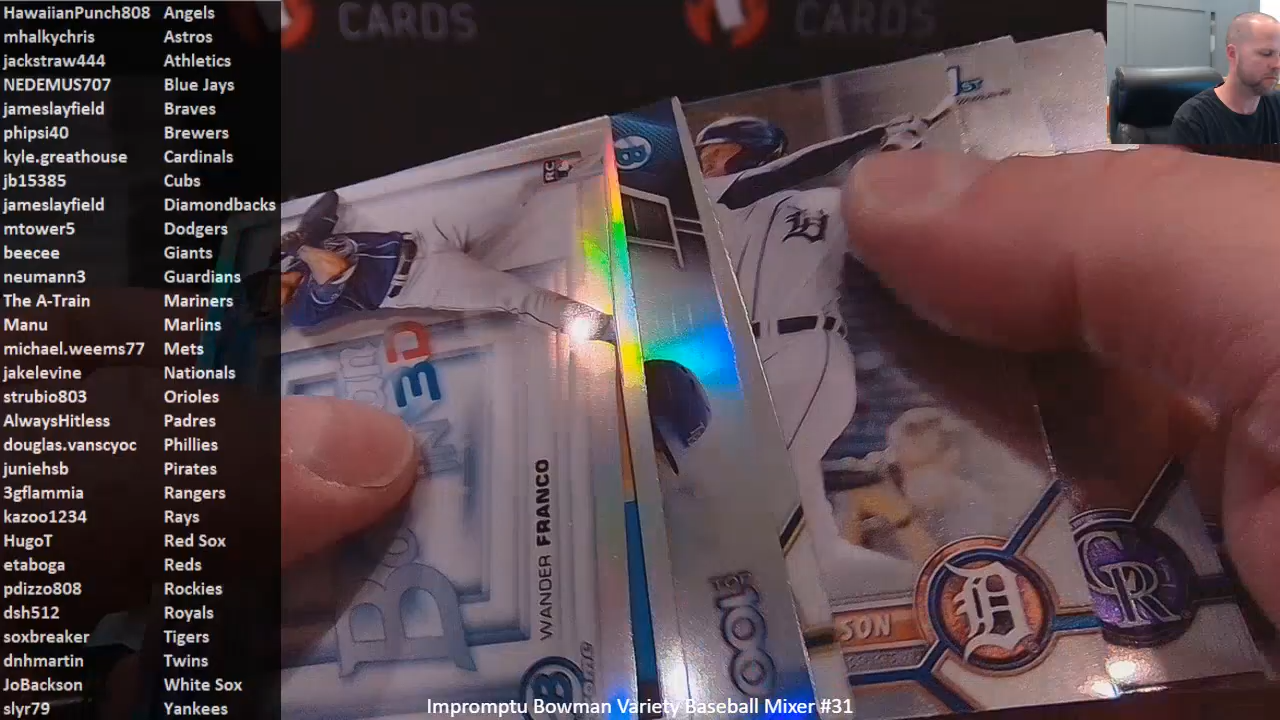 HawaiianPunch808 Angels
mhalkychris Astros
jackstraw444 Athletics
NEDEMUS707 Blue Jays
jameslayfield Braves
phipsi40 Brewers
kyle.greathouse Cardinals
jb15385 Cubs
jameslayfield Diamondbacks
mtower5 Dodgers
beecee Giants
neumann3 Guardians
The A-Train Mariners
Manu Marlins
michael.weems77 Mets
jakelevine Nationals
strubio803 Orioles
AlwaysHitless Padres
douglas.vanscyoc Phillies
juniehsb Pirates
3gflammia Rangers
kazoo1234 Rays
HugoT Red Sox
etaboga Reds
pdizzo808 Rockies
dsh512 Royals
soxbreaker Tigers
dnhmartin Twins
JoBackson White Sox
slyr79 Yankees
CARDS
CARDS
RC
IN 3D
WANDER FRANCO
B
B
TOP 100
1ST
D
SON
D
CR
Impromptu Bowman Variety Baseball Mixer #31